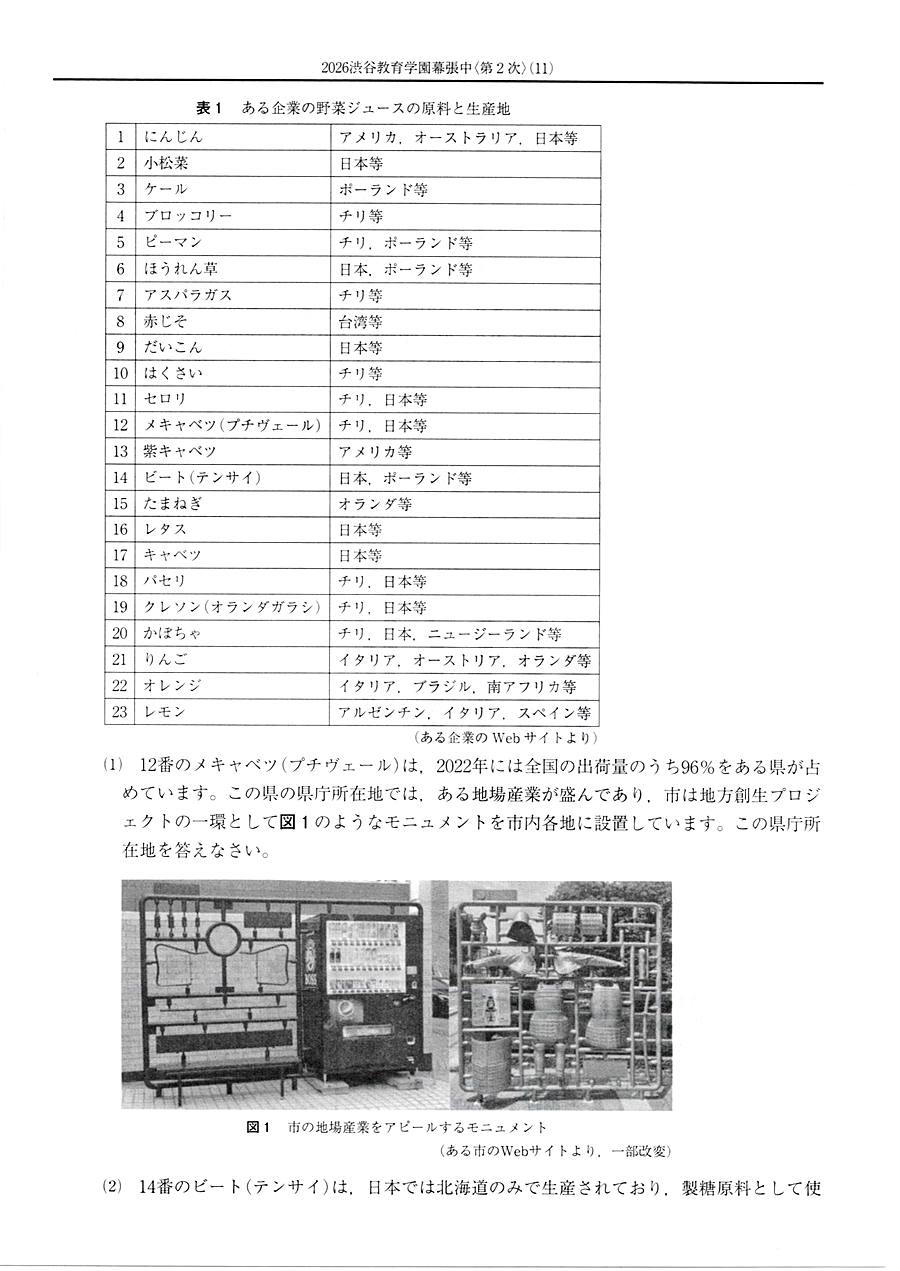 2026渋谷教育学園幕張中〈第2次〉(11)
表1 ある企業の野菜ジュースの原料と生産地
1 にんじん アメリカ，オーストラリア，日本等
2 小松菜 日本等
3 ケール ポーランド等
4 ブロッコリー チリ等
5 ピーマン チリ，ポーランド等
6 ほうれん草 日本，ポーランド等
7 アスパラガス チリ等
8 赤じそ 台湾等
9 だいこん 日本等
10 はくさい チリ等
11 セロリ チリ，日本等
12 メキャベツ(プチヴェール) チリ，日本等
13 紫キャベツ アメリカ等
14 ビート(テンサイ) 日本，ポーランド等
15 たまねぎ オランダ等
16 レタス 日本等
17 キャベツ 日本等
18 パセリ チリ，日本等
19 クレソン(オランダガラシ) チリ，日本等
20 かぼちゃ チリ，日本，ニュージーランド等
21 りんご イタリア，オーストリア，オランダ等
22 オレンジ イタリア，ブラジル，南アフリカ等
23 レモン アルゼンチン，イタリア，スペイン等
(ある企業のWebサイトより)
(1) 12番のメキャベツ(プチヴェール)は，2022年には全国の出荷量のうち96％をある県が占
めています。この県の県庁所在地では，ある地場産業が盛んであり，市は地方創生プロジ
ェクトの一環として図1のようなモニュメントを市内各地に設置しています。この県庁所
在地を答えなさい。
BOSS
図1 市の地場産業をアピールするモニュメント
(ある市のWebサイトより，一部改変)
(2) 14番のビート(テンサイ)は，日本では北海道のみで生産されており，製糖原料として使